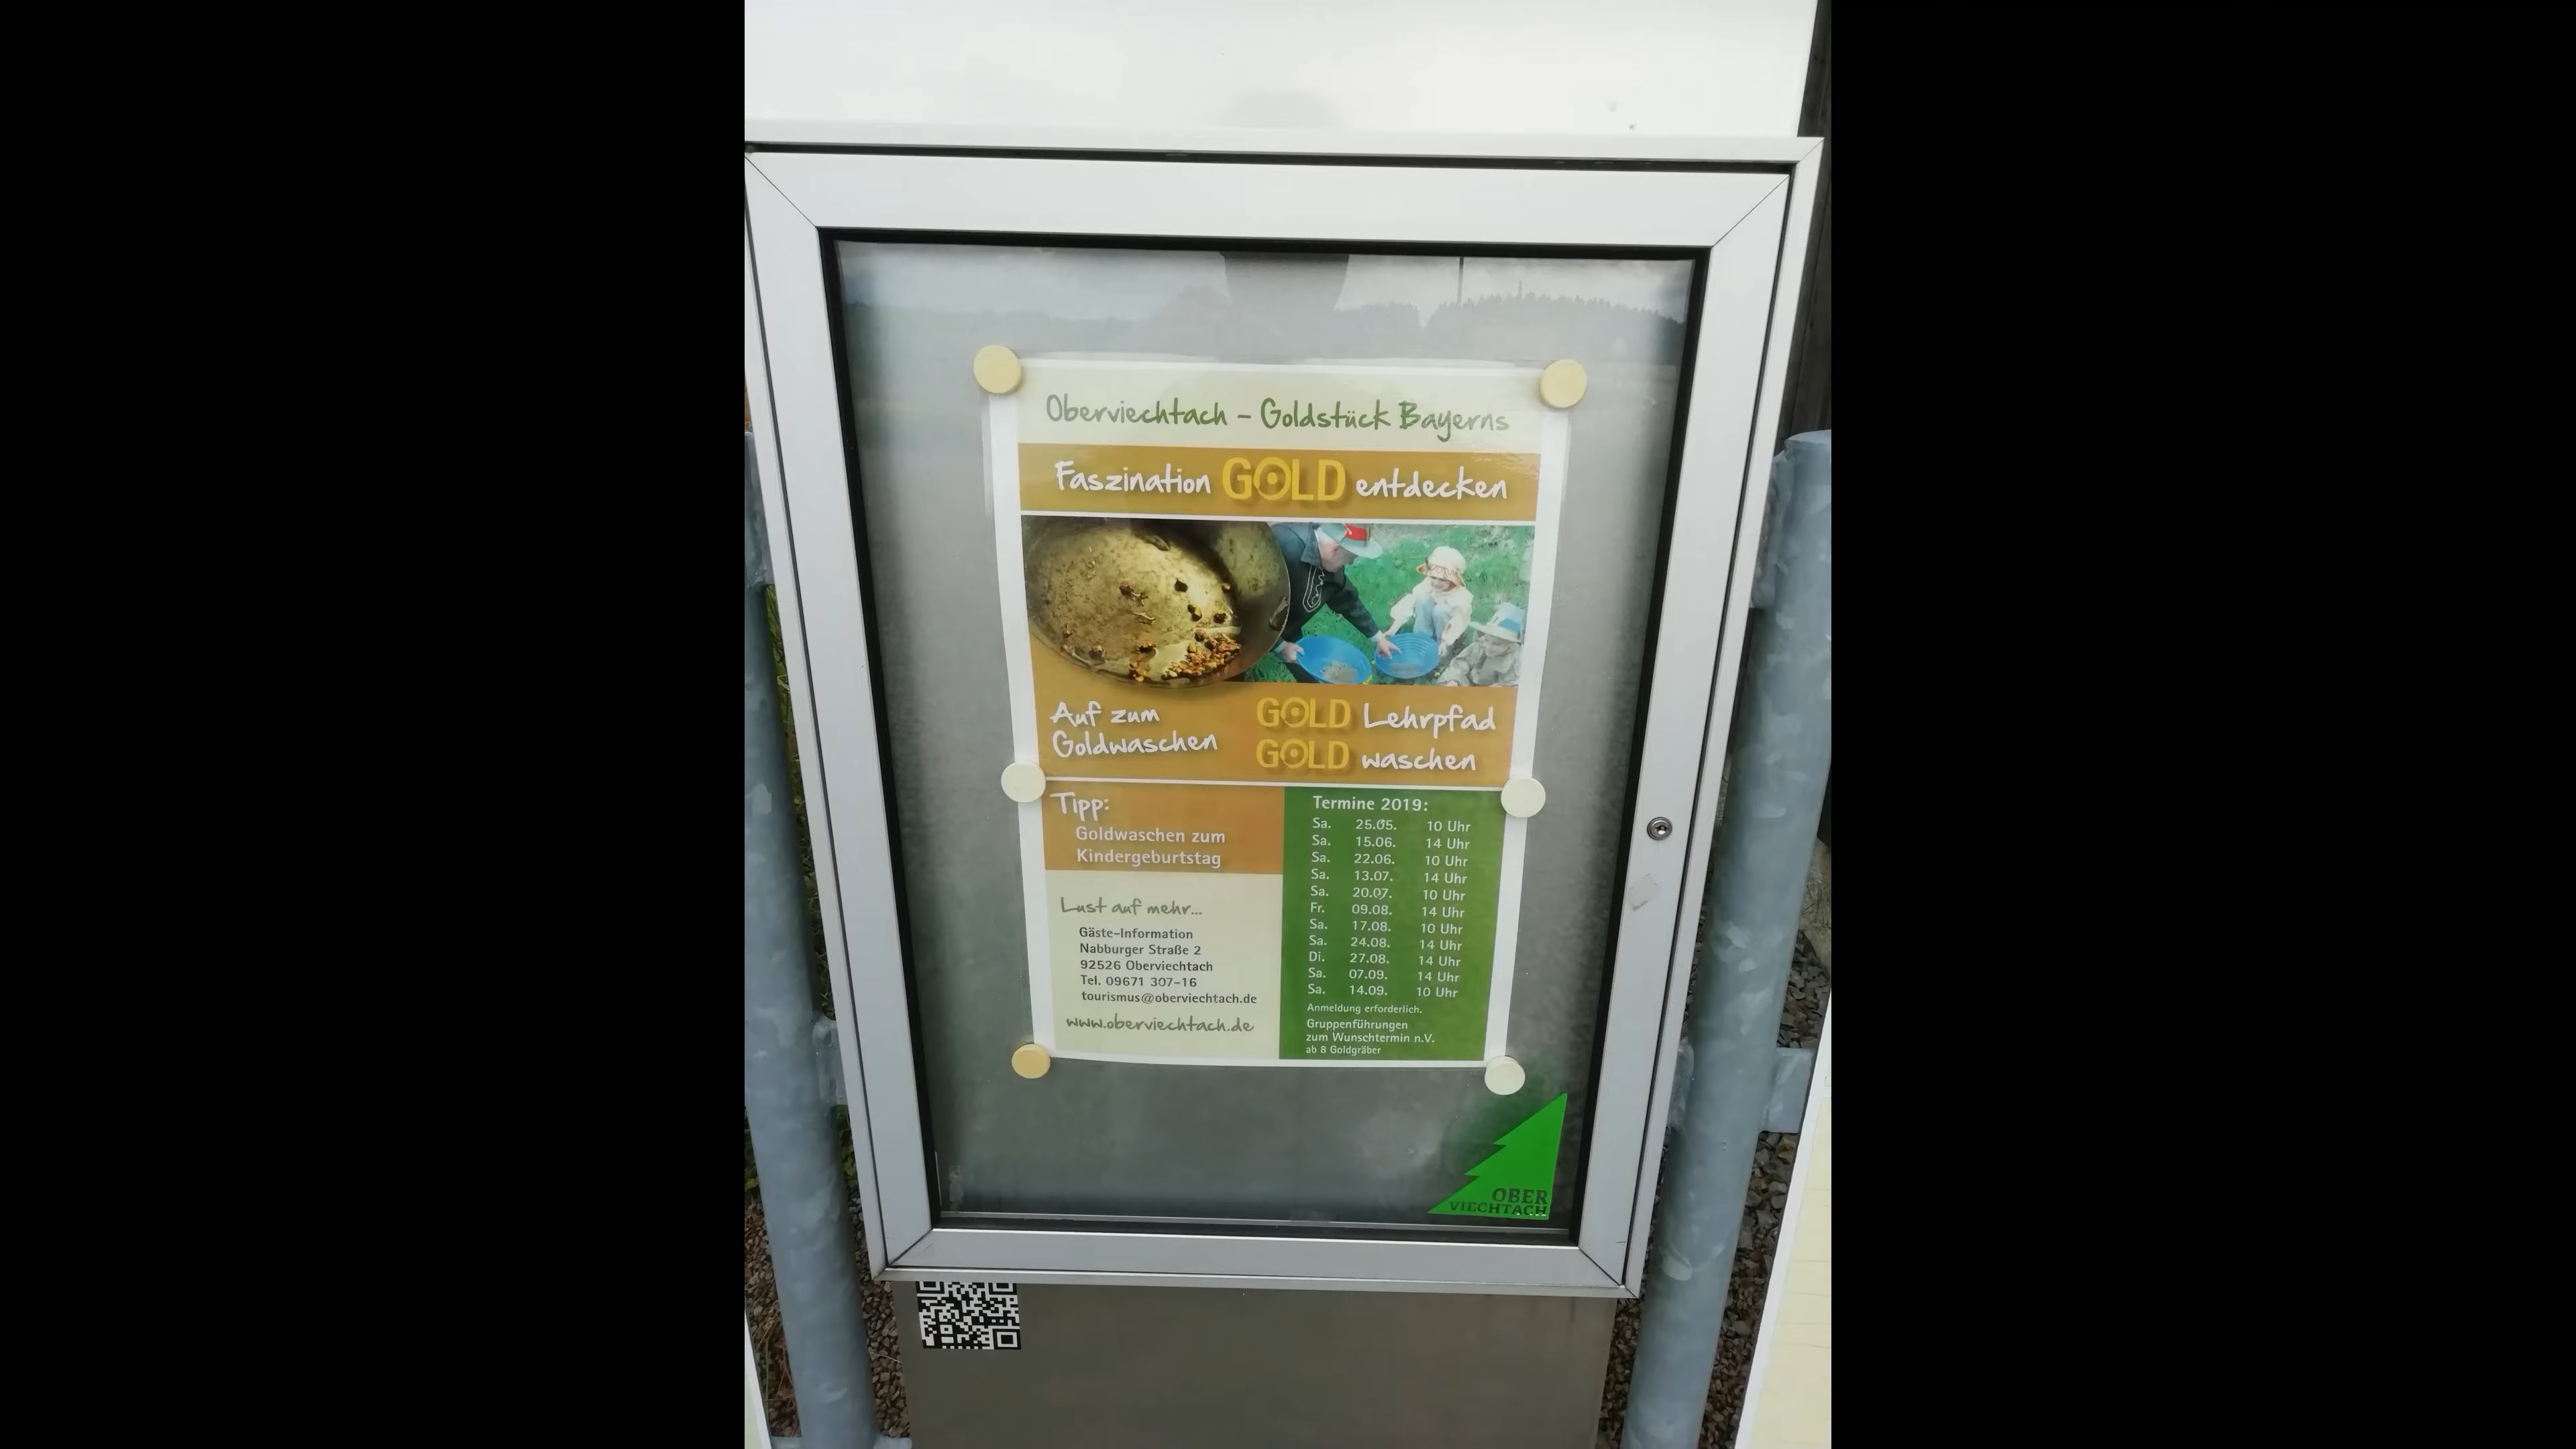 Oberviechtach – Goldstück Bayerns
Faszination GOLD entdecken
Auf zum
Goldwaschen
GOLD Lehrpfad
GOLD waschen
Tipp:
Goldwaschen zum
Kindergeburtstag
Lust auf mehr...
Gäste-Information
Nabburger Straße 2
92526 Oberviechtach
Tel. 09671 307-16
tourismus@oberviechtach.de
www.oberviechtach.de
Termine 2019:
Sa. 25.05. 10 Uhr
Sa. 15.06. 14 Uhr
Sa. 22.06. 10 Uhr
Sa. 13.07. 14 Uhr
Sa. 20.07. 10 Uhr
Fr. 09.08. 14 Uhr
Sa. 17.08. 10 Uhr
Sa. 24.08. 14 Uhr
Di. 27.08. 14 Uhr
Sa. 07.09. 14 Uhr
Sa. 14.09. 10 Uhr
Anmeldung erforderlich.
Gruppenführungen
zum Wunschtermin n.V.
ab 8 Goldgräber
OBER
VIECHTACH